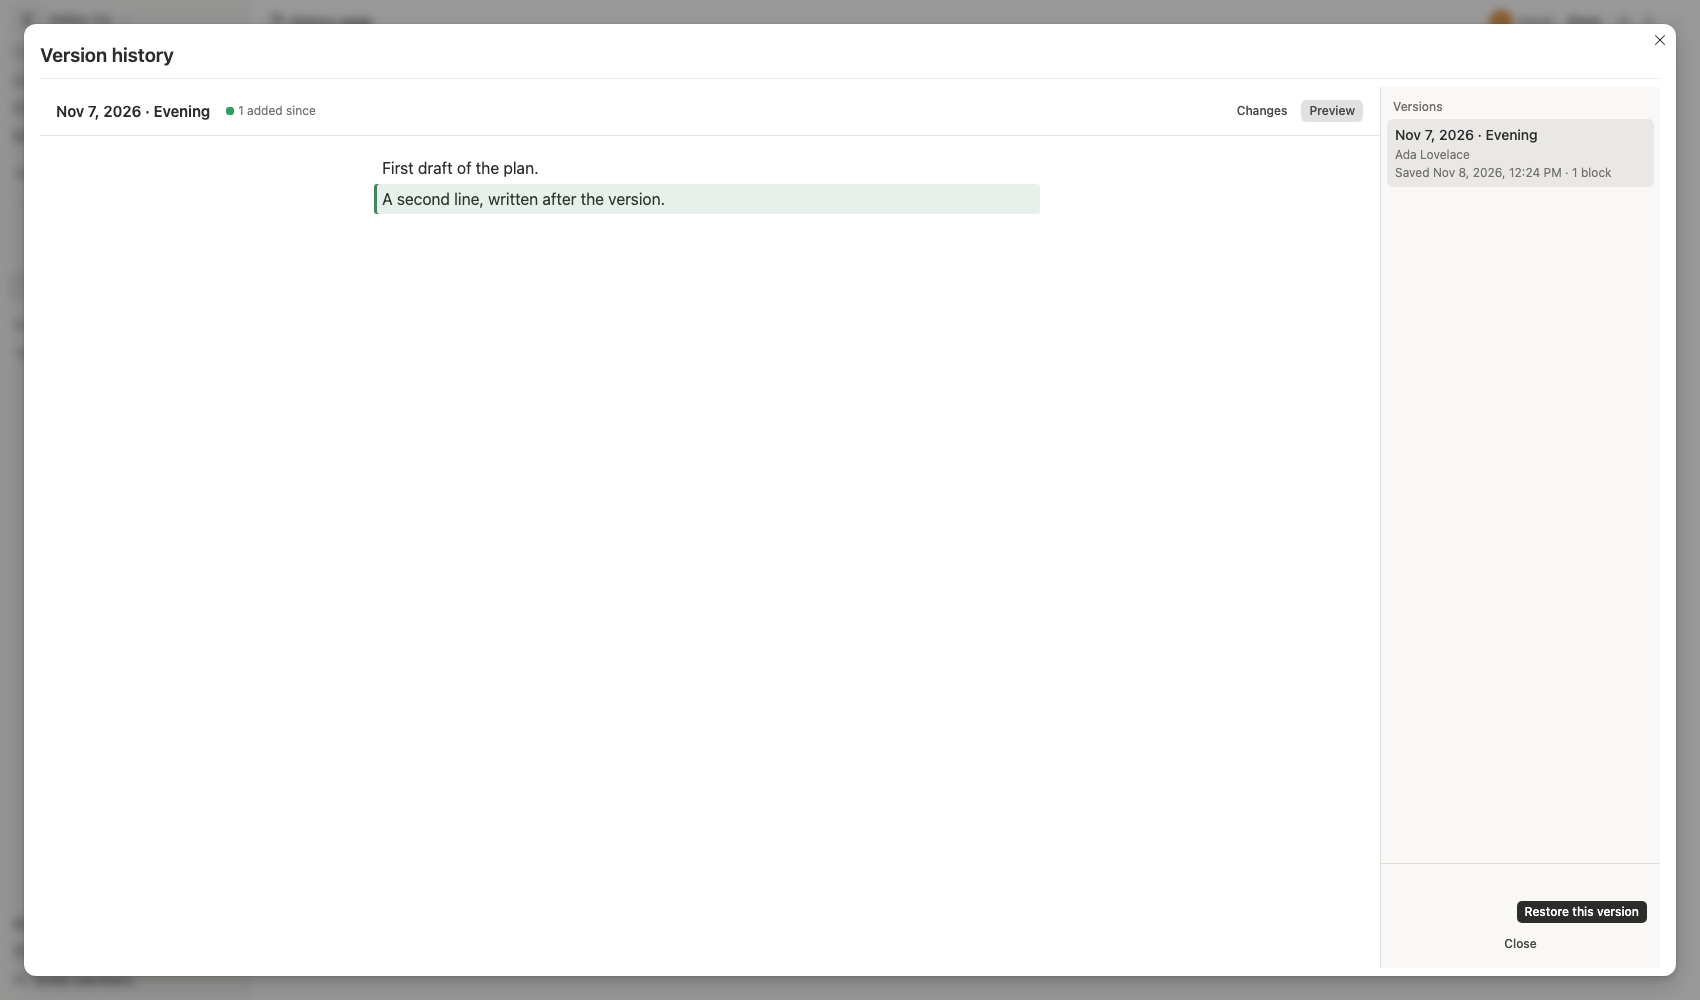 Version history
Nov 7, 2026 · Evening
1 added since
Changes
Preview
First draft of the plan.
A second line, written after the version.
Versions
Nov 7, 2026 · Evening
Ada Lovelace
Saved Nov 8, 2026, 12:24 PM · 1 block
Restore this version
Close